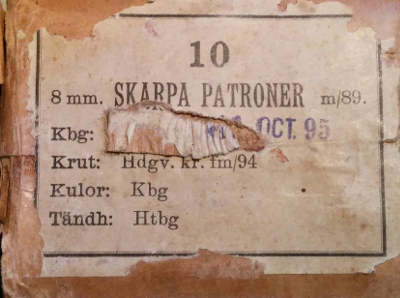 10
8 mm. SKARPA PATRONER m/89.
Kbg: OCT. 95
Krut: Hdgv. kr. fm/94
Kulor: Kbg
Tändh: Htbg